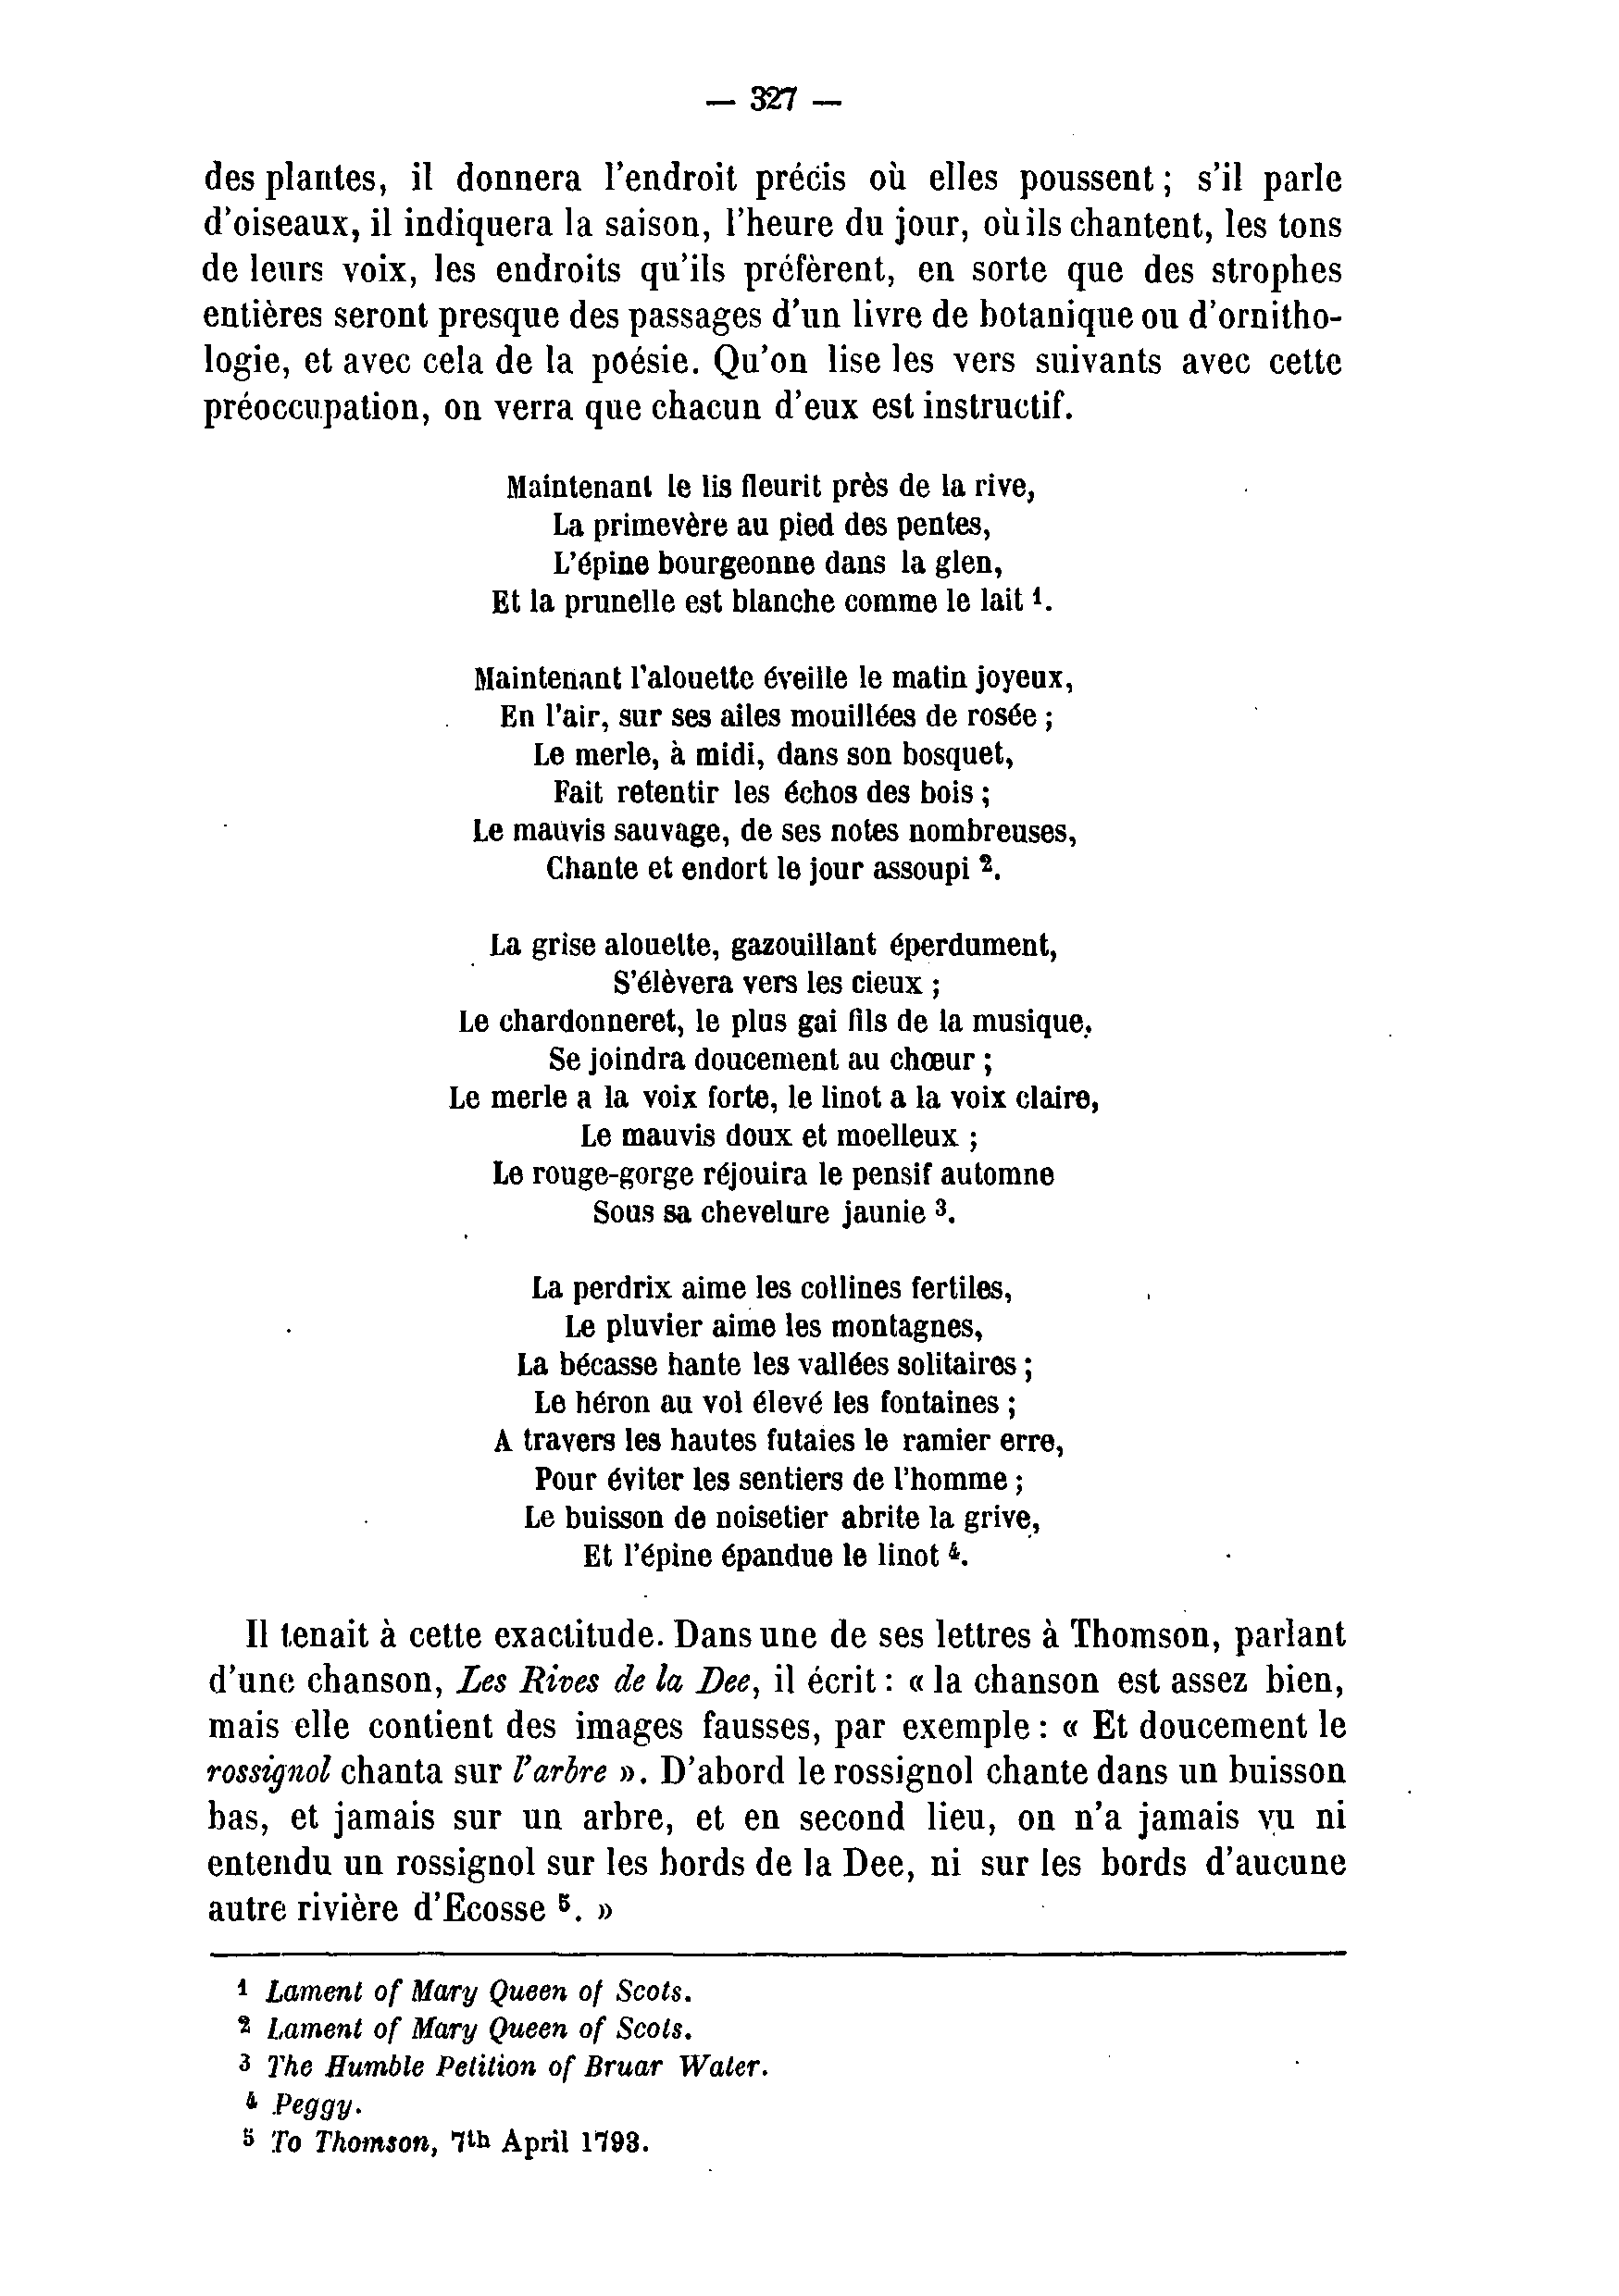 — 327 —
des plantes, il donnera l'endroit précis où elles poussent ; s'il parle
d'oiseaux, il indiquera la saison, l'heure du jour, où ils chantent, les tons
de leurs voix, les endroits qu'ils préfèrent, en sorte que des strophes
entières seront presque des passages d'un livre de botanique ou d'ornitho-
logie, et avec cela de la poésie. Qu'on lise les vers suivants avec cette
préoccupation, on verra que chacun d'eux est instructif.
Maintenant le lis fleurit près de la rive,
La primevère au pied des pentes,
L'épine bourgeonne dans la glen,
Et la prunelle est blanche comme le lait 1.
Maintenant l'alouette éveille le matin joyeux,
En l'air, sur ses ailes mouillées de rosée ;
Le merle, à midi, dans son bosquet,
Fait retentir les échos des bois ;
Le mauvis sauvage, de ses notes nombreuses,
Chante et endort le jour assoupi 2.
La grise alouette, gazouillant éperdument,
S'élèvera vers les cieux ;
Le chardonneret, le plus gai fils de la musique,
Se joindra doucement au chœur ;
Le merle a la voix forte, le linot a la voix claire,
Le mauvis doux et moelleux ;
Le rouge-gorge réjouira le pensif automne
Sous sa chevelure jaunie 3.
La perdrix aime les collines fertiles,
Le pluvier aime les montagnes,
La bécasse hante les vallées solitaires ;
Le héron au vol élevé les fontaines ;
A travers les hautes futaies le ramier erre,
Pour éviter les sentiers de l'homme ;
Le buisson de noisetier abrite la grive,
Et l'épine épandue le linot 4.
Il tenait à cette exactitude. Dans une de ses lettres à Thomson, parlant
d'une chanson, Les Rives de la Dee, il écrit : « la chanson est assez bien,
mais elle contient des images fausses, par exemple : « Et doucement le
rossignol chanta sur l'arbre ». D'abord le rossignol chante dans un buisson
bas, et jamais sur un arbre, et en second lieu, on n'a jamais vu ni
entendu un rossignol sur les bords de la Dee, ni sur les bords d'aucune
autre rivière d'Ecosse 5. »
1 Lament of Mary Queen of Scots.
2 Lament of Mary Queen of Scots.
3 The Humble Petition of Bruar Water.
4 Peggy.
5 To Thomson, 7th April 1793.